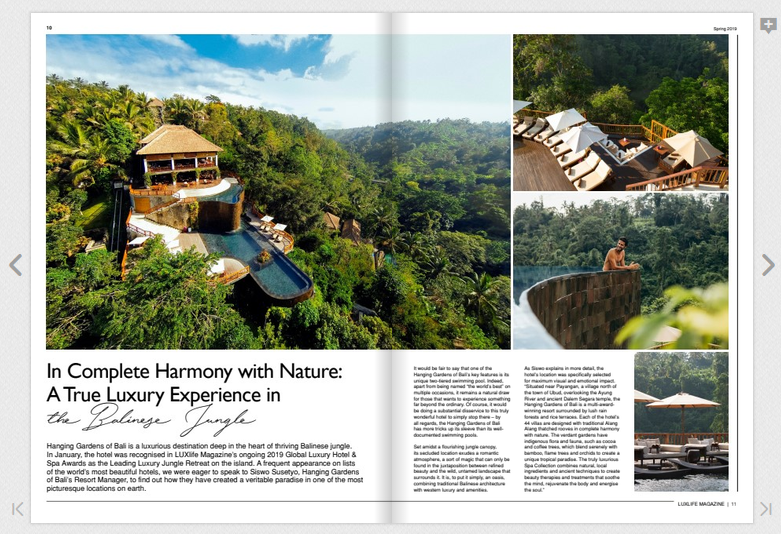 10
Spring 2019
In Complete Harmony with Nature:
A True Luxury Experience in
the Balinese Jungle
Hanging Gardens of Bali is a luxurious destination deep in the heart of thriving Balinese jungle.
In January, the hotel was recognised in LUXlife Magazine's ongoing 2019 Global Luxury Hotel &
Spa Awards as the Leading Luxury Jungle Retreat on the island. A frequent appearance on lists
of the world's most beautiful hotels, we were eager to speak to Siswo Susetyo, Hanging Gardens
of Bali's Resort Manager, to find out how they have created a veritable paradise in one of the most
picturesque locations on earth.
It would be fair to say that one of the
Hanging Gardens of Bali's key features is its
unique two-tiered swimming pool. Indeed,
apart from being named "the world's best" on
multiple occasions, it remains a natural draw
for those that wants to experience something
far beyond the ordinary. Of course, it would
be doing a substantial disservice to this truly
wonderful hotel to simply stop there – by
all regards, the Hanging Gardens of Bali
has more tricks up its sleeve than its well-
documented swimming pools.
Set amidst a flourishing jungle canopy,
its secluded location exudes a romantic
atmosphere, a sort of magic that can only be
found in the juxtaposition between refined
beauty and the wild, untamed landscape that
surrounds it. It is, to put it simply, an oasis,
combining traditional Balinese architecture
with western luxury and amenities.
As Siswo explains in more detail, the
hotel's location was specifically selected
for maximum visual and emotional impact.
"Situated near Payangan, a village north of
the town of Ubud, overlooking the Ayung
River and ancient Dalem Segara temple, the
Hanging Gardens of Bali is a multi-award-
winning resort surrounded by lush rain
forests and rice terraces. Each of the hotel's
44 villas are designed with traditional Alang
Alang thatched rooves in complete harmony
with nature. The verdant gardens have
indigenous flora and fauna, such as cocoa
and coffee trees, which blend serenely with
bamboo, flame trees and orchids to create a
unique tropical paradise. The truly luxurious
Spa Collection combines natural, local
ingredients and ancient techniques to create
beauty therapies and treatments that soothe
the mind, rejuvenate the body and energise
the soul."
LUXLIFE MAGAZINE | 11